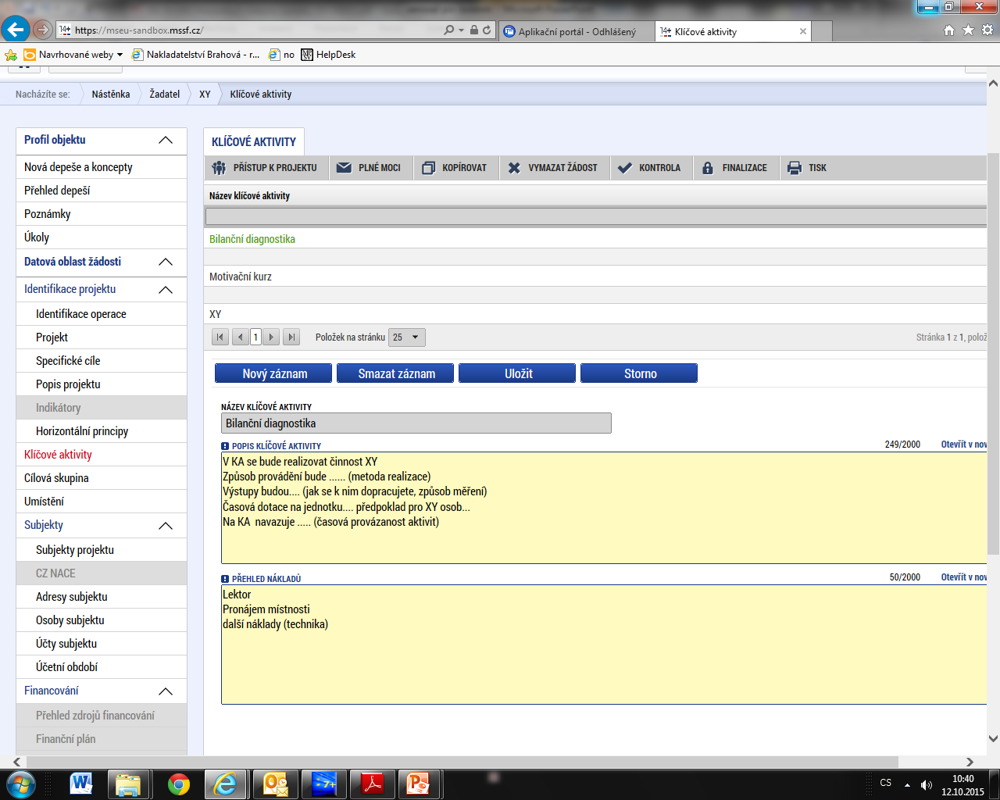 https://mseu-sandbox.mssf.cz/
Aplikační portál - Odhlášený
Klíčové aktivity
Navrhované weby
Nakladatelství Brahová - r...
no
HelpDesk
Nacházíte se:
Nástěnka
Žadatel
XY
Klíčové aktivity
Profil objektu
Nová depeše a koncepty
Přehled depeší
Poznámky
Úkoly
Datová oblast žádosti
Identifikace projektu
Identifikace operace
Projekt
Specifické cíle
Popis projektu
Indikátory
Horizontální principy
Klíčové aktivity
Cílová skupina
Umístění
Subjekty
Subjekty projektu
CZ NACE
Adresy subjektu
Osoby subjektu
Účty subjektu
Účetní období
Financování
Přehled zdrojů financování
Finanční plán
KLÍČOVÉ AKTIVITY
PŘÍSTUP K PROJEKTU
PLNÉ MOCI
KOPÍROVAT
VYMAZAT ŽÁDOST
KONTROLA
FINALIZACE
TISK
Název klíčové aktivity
Bilanční diagnostika
Motivační kurz
XY
1
Položek na stránku 25
Stránka 1 z 1, polož
Nový záznam
Smazat záznam
Uložit
Storno
NÁZEV KLÍČOVÉ AKTIVITY
Bilanční diagnostika
POPIS KLÍČOVÉ AKTIVITY
249/2000
Otevřít v nov
V KA se bude realizovat činnost XY
Způsob provádění bude ...... (metoda realizace)
Výstupy budou.... (jak se k nim dopracujete, způsob měření)
Časová dotace na jednotku.... předpoklad pro XY osob...
Na KA  navazuje ..... (časová provázanost aktivit)
PŘEHLED NÁKLADŮ
50/2000
Otevřít v nov
Lektor
Pronájem místnosti
další náklady (technika)
CS
10:40
12.10.2015